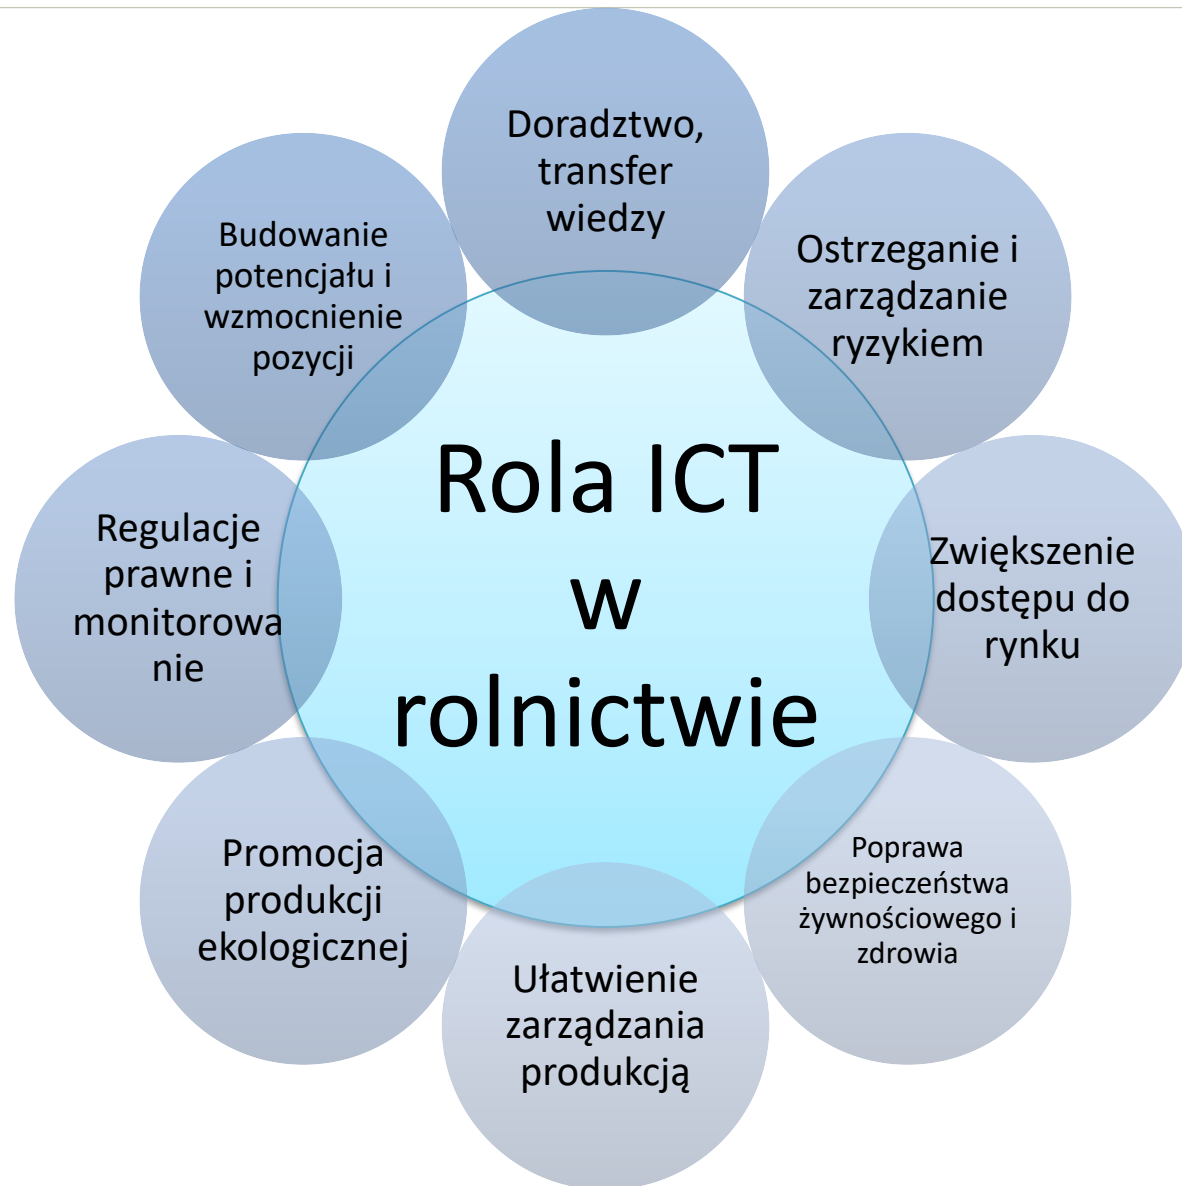 Doradztwo,
transfer
wiedzy
Ostrzeganie i
zarządzanie
ryzykiem
Zwiększenie
dostępu do
rynku
Poprawa
bezpieczeństwa
żywnościowego i
zdrowia
Ułatwienie
zarządzania
produkcją
Promocja
produkcji
ekologicznej
Regulacje
prawne i
monitorowa
nie
Budowanie
potencjału i
wzmocnienie
pozycji
Rola ICT
w
rolnictwie